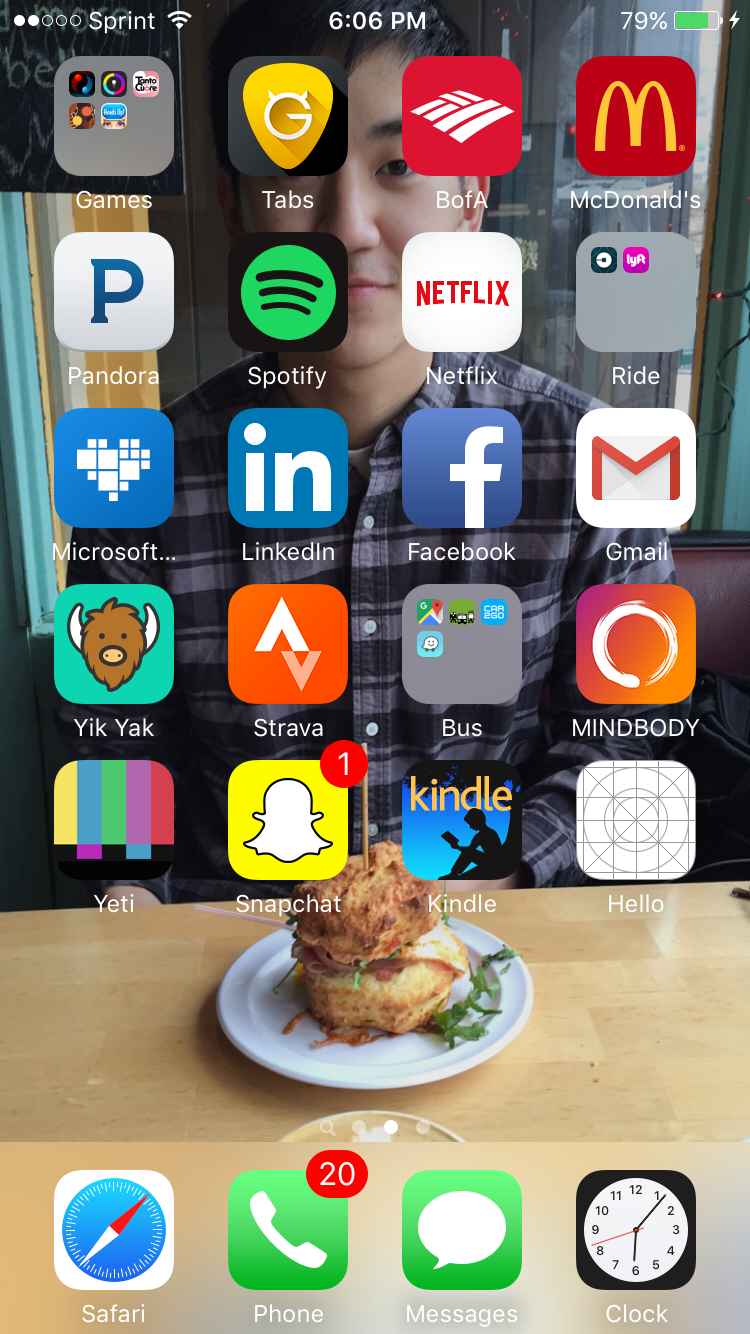 Sprint 6:06 PM 79%
Tanto Cuore
Heads Up!
Games Tabs BofA McDonald's
NETFLIX
lyft
Pandora Spotify Netflix Ride
in f
Microsoft... LinkedIn Facebook Gmail
CAR2GO
Yik Yak Strava Bus MINDBODY
1
kindle
Yeti Snapchat Kindle Hello
20
12 1 2 3 4 5 6 7 8 9 10 11
Safari Phone Messages Clock